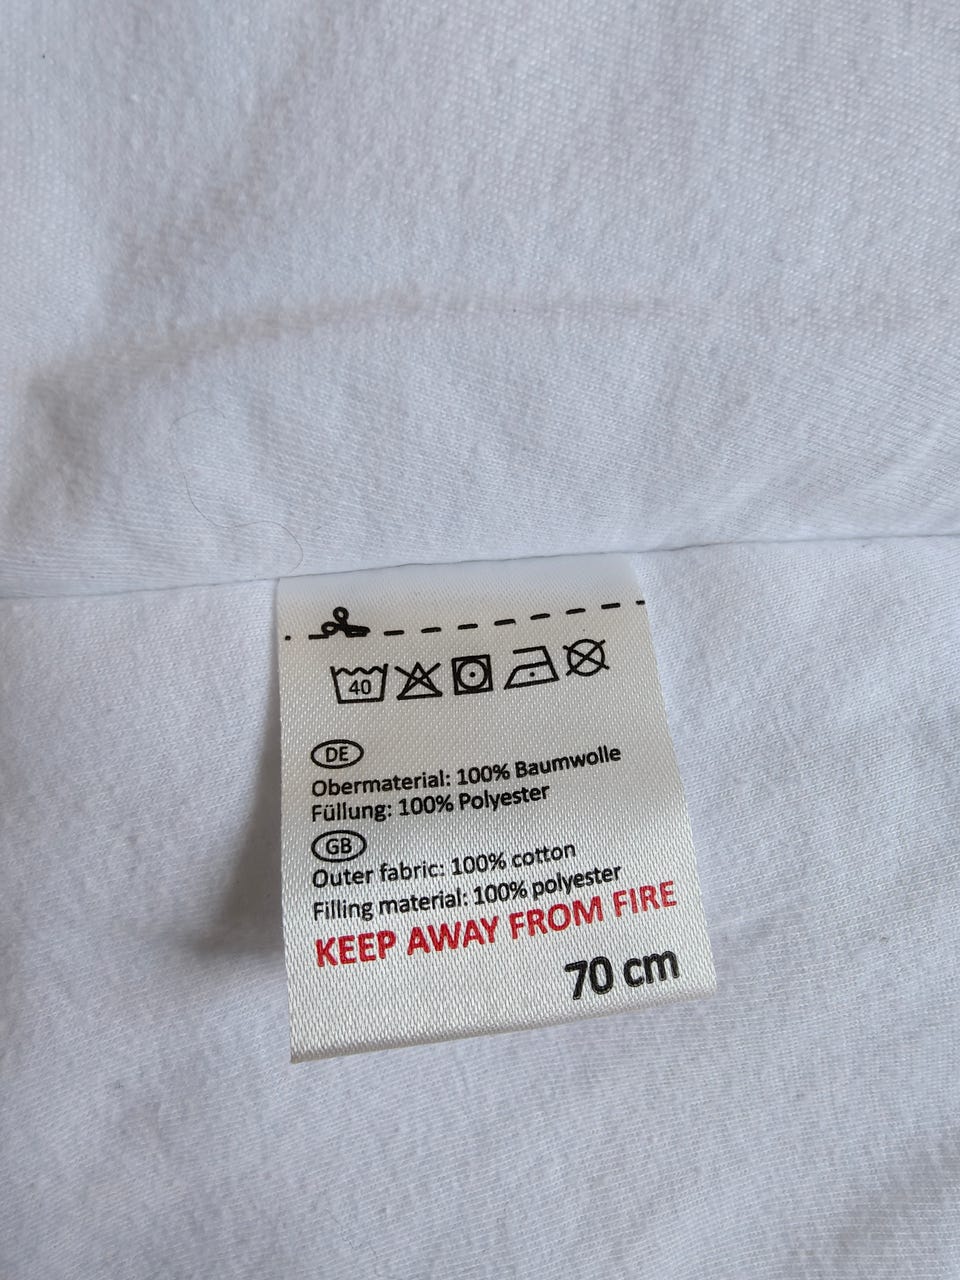 40
DE
Obermaterial: 100% Baumwolle
Füllung: 100% Polyester
GB
Outer fabric: 100% cotton
Filling material: 100% polyester
KEEP AWAY FROM FIRE
70 cm